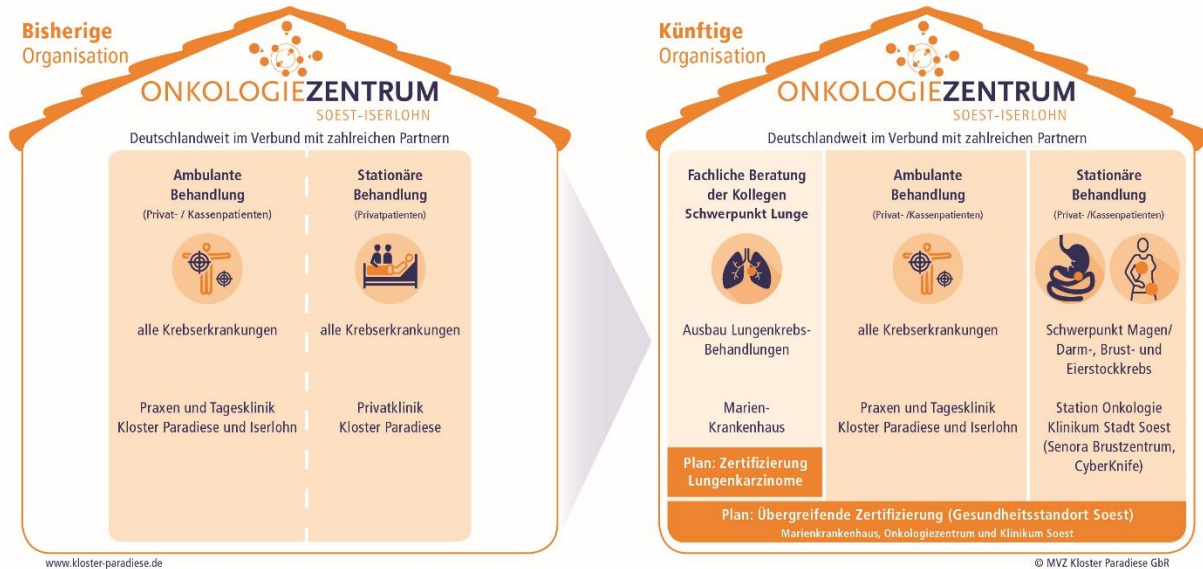 Bisherige
Organisation
ONKOLOGIEZENTRUM
SOEST-ISERLOHN
Deutschlandweit im Verbund mit zahlreichen Partnern
Ambulante
Behandlung
(Privat- / Kassenpatienten)
alle Krebserkrankungen
Praxen und Tagesklinik
Kloster Paradiese und Iserlohn
Stationäre
Behandlung
(Privatpatienten)
alle Krebserkrankungen
Privatklinik
Kloster Paradiese
www.kloster-paradiese.de
Künftige
Organisation
ONKOLOGIEZENTRUM
SOEST-ISERLOHN
Deutschlandweit im Verbund mit zahlreichen Partnern
Fachliche Beratung
der Kollegen
Schwerpunkt Lunge
Ausbau Lungenkrebs-
Behandlungen
Marien-
Krankenhaus
Plan: Zertifizierung
Lungenkarzinome
Ambulante
Behandlung
(Privat- /Kassenpatienten)
alle Krebserkrankungen
Praxen und Tagesklinik
Kloster Paradiese und Iserlohn
Stationäre
Behandlung
(Privat- /Kassenpatienten)
Schwerpunkt Magen/
Darm-, Brust- und
Eierstockkrebs
Station Onkologie
Klinikum Stadt Soest
(Senora Brustzentrum,
CyberKnife)
Plan: Übergreifende Zertifizierung (Gesundheitsstandort Soest)
Marienkrankenhaus, Onkologiezentrum und Klinikum Soest
© MVZ Kloster Paradiese GbR